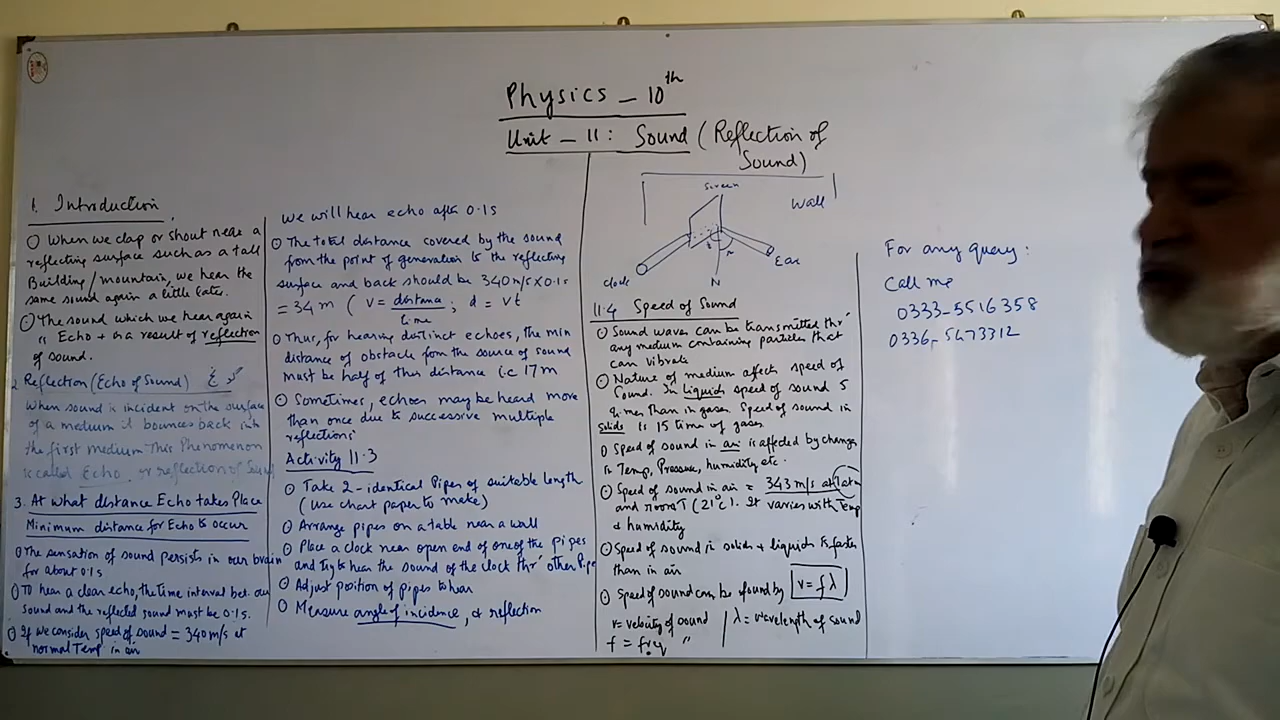 Physics - 10th
Unit - 11: Sound (Reflection of
Sound)
1. Introduction
When we clap or shout near a
reflecting surface such as a tall
Building/mountain, we hear the
same sound again a little later.
The sound which we hear again
is Echo + is a result of reflection
of sound.
2. Reflection (Echo of Sound)
When sound is incident on the surface
of a medium it bounces back into
the first medium. This Phenomenon
is called Echo or reflection of Sound
3. At what distance Echo takes Place
Minimum distance for Echo to occur
The sensation of sound persists in our brain
for about 0.1s
To hear a clear echo, the Time interval bet. our
sound and the reflected sound must be 0.1s.
If we consider speed of sound = 340 m/s at
normal Temp in air
we will hear echo after 0.1s
The total distance covered by the sound
from the point of generation to the reflecting
surface and back should be 340 m/s x 0.1s
= 34 m ( v = distance ; d = vt
time
Thus, for hearing distinct echoes, the min
distance of obstacle from the source of sound
must be half of this distance i.e 17 m
Sometimes, echoes may be heard more
than once due to successive multiple
reflections
Activity 11.3
Take 2-identical Pipes of suitable length
(use chart paper to make)
Arrange pipes on a table near a wall
Place a clock near open end of one of the pipes
and try to hear the sound of the clock thr' other Pipe
Adjust position of pipes to hear
Measure angle of incidence, & reflection
Screen
Wall
i
r
Clock
Ear
N
11.4 Speed of Sound
Sound waves can be transmitted thr'
any medium containing particles that
can vibrate
Nature of medium affect speed of
Sound. In Liquids speed of sound 5
times than in gases. Speed of sound in
Solids is 15 time of gases
Speed of sound in air is affected by changes
in Temp, Pressure, humidity etc.
Speed of sound in air = 343 m/s at 1 atm
and room T (21°c). It varies with Temp
& humidity
Speed of sound in solids + liquids is faster
than in air
Speed of sound can be found by v = fλ
v = velocity of sound
f = freq "
λ = wavelength of sound
For any query:
Call me
0333-5516358
0336-5473312